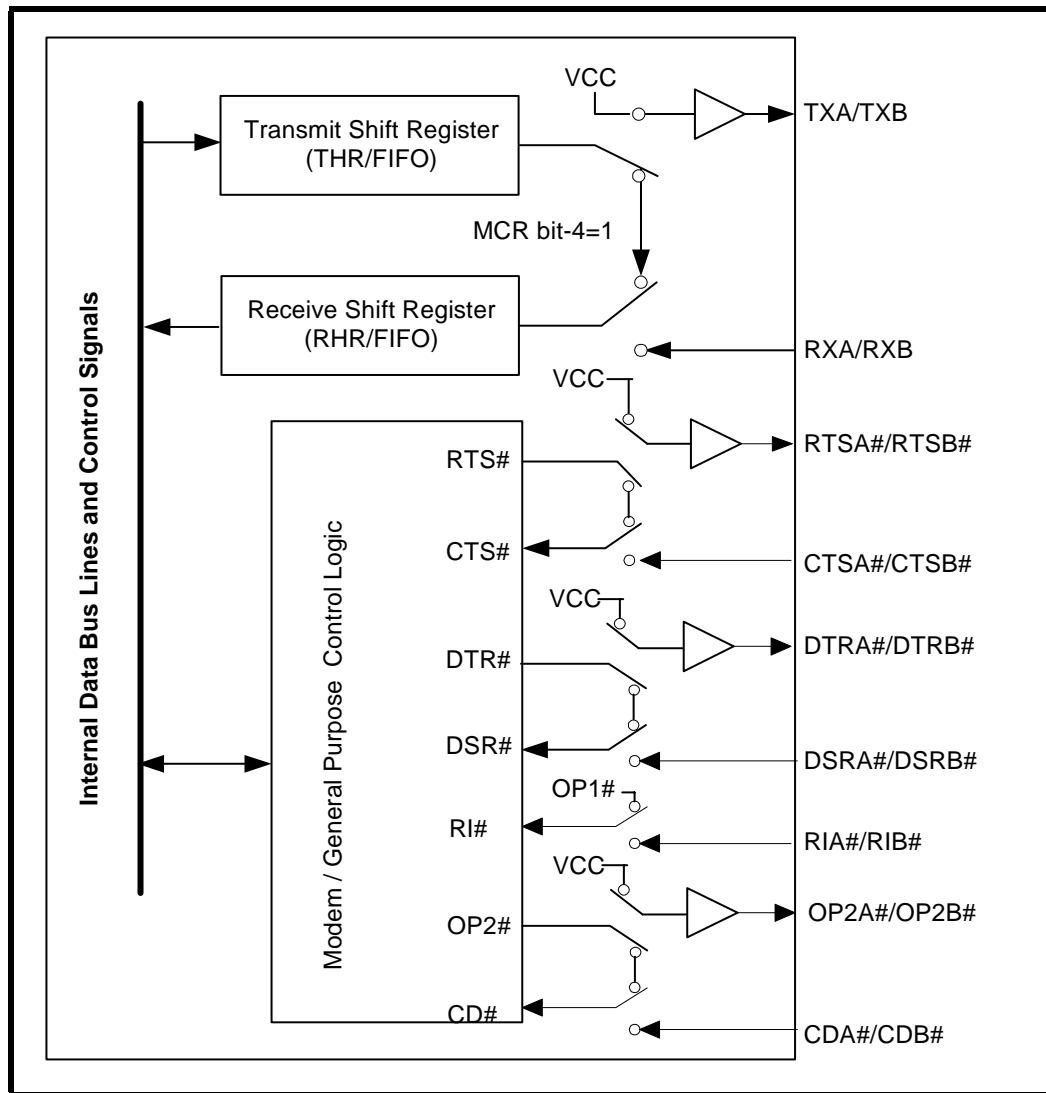 VCC
TXA/TXB
Transmit Shift Register
(THR/FIFO)
MCR bit-4=1
Receive Shift Register
(RHR/FIFO)
RXA/RXB
VCC
RTSA#/RTSB#
RTS#
CTS#
CTSA#/CTSB#
VCC
DTRA#/DTRB#
DTR#
DSR#
DSRA#/DSRB#
OP1#
RI#
RIA#/RIB#
VCC
OP2A#/OP2B#
OP2#
CD#
CDA#/CDB#
Internal Data Bus Lines and Control Signals
Modem / General Purpose Control Logic